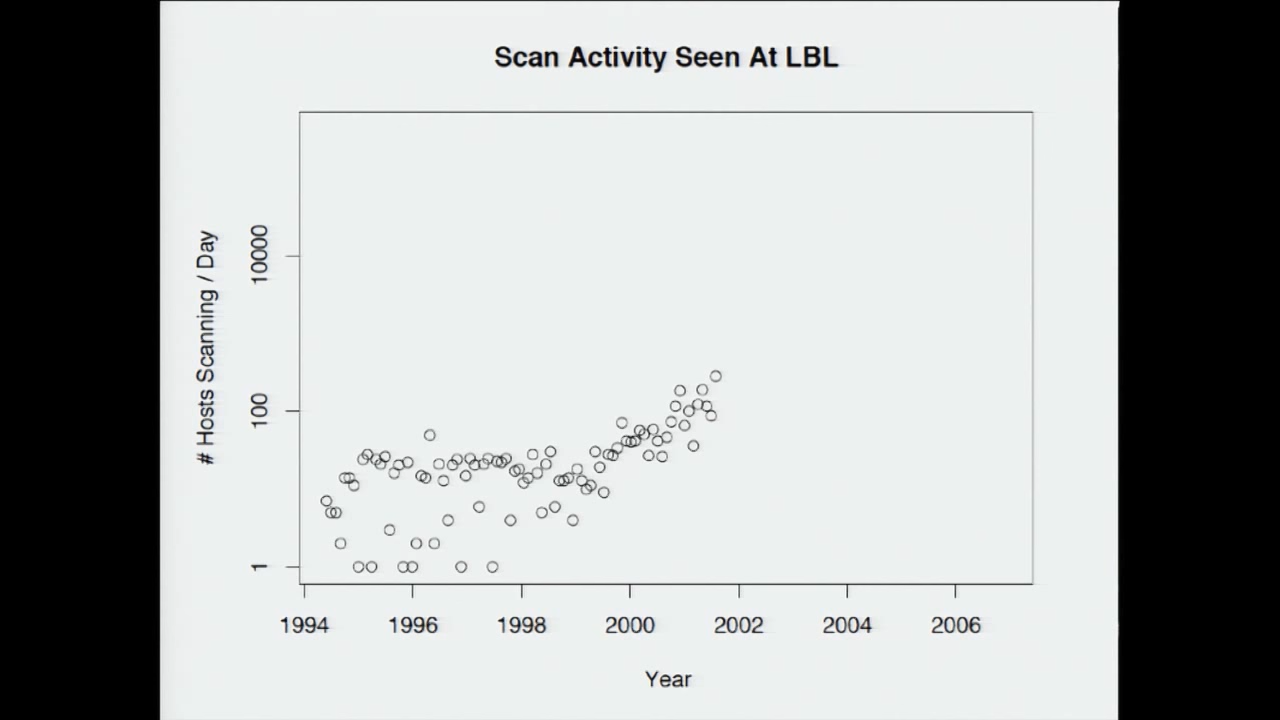 Scan Activity Seen At LBL
# Hosts Scanning / Day
10000
100
1
1994 1996 1998 2000 2002 2004 2006
Year